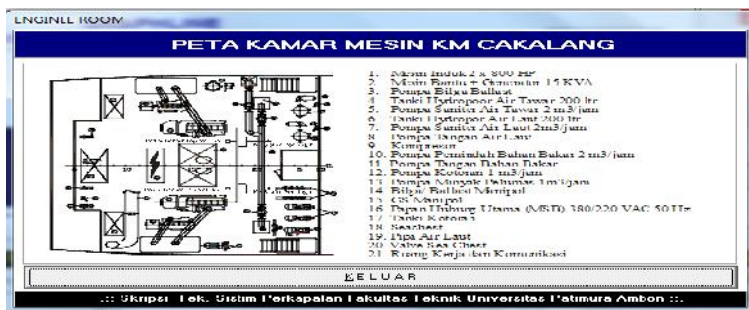 ENGINEE ROOM
PETA KAMAR MESIN KM CAKALANG
1. Mesin Induk 2 x 800 HP
2. Mesin Bantu + Generator 15 KVA
3. Pompa Bilga Ballast
4. Tanki Hydropoor Air Tawar 200 ltr
5. Pompa Saniter Air Tawar 2 m3/jam
6. Tanki Hydropor Air Laut 200 ltr
7. Pompa Saniter Air Laut 2m3/jam
8. Pompa Tangan Air Laut
9. Kompresor
10. Pompa Pemindah Bahan Bakar 2 m3/jam
11. Pompa Tangan Bahan Bakar
12. Pompa Kotoran 1 m3/jam
13. Pompa Minyak Pelumas 1m3/jam
14. Bilga/ Ballast Manipol
15. GS Manipol
16. Papan Hubung Utama (MSB) 380/220 VAC 50 Hz
17. Tanki Kotoran
18. Seachest
19. Pipa Air Laut
20. Valve Sea Chest
21. Ruang Kerja dan Komunikasi
KELUAR
.:: Skripsi Tek. Sistim Perkapalan Fakultas Teknik Universitas Patimura Ambon ::.